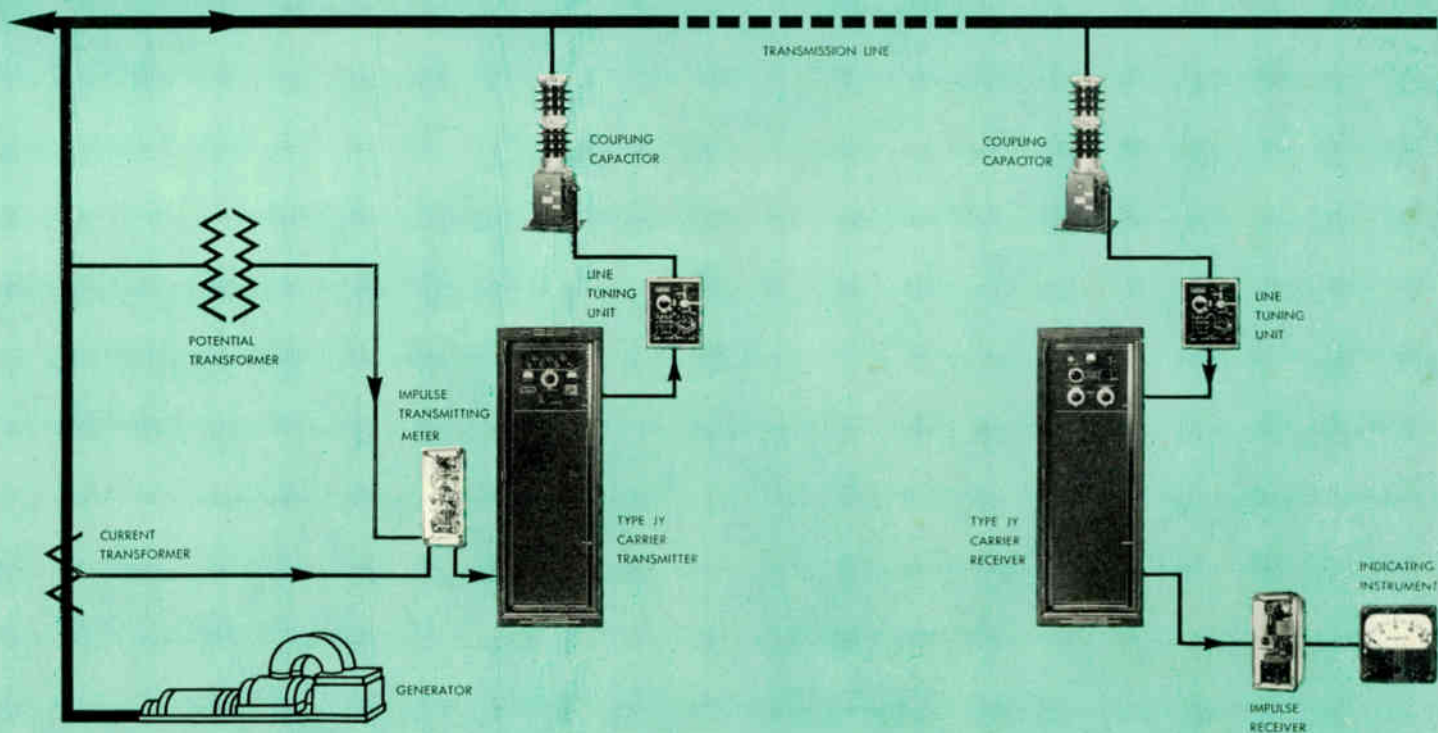 TRANSMISSION LINE
COUPLING
CAPACITOR
COUPLING
CAPACITOR
LINE
TUNING
UNIT
LINE
TUNING
UNIT
POTENTIAL
TRANSFORMER
IMPULSE
TRANSMITTING
METER
CURRENT
TRANSFORMER
TYPE JY
CARRIER
TRANSMITTER
TYPE JY
CARRIER
RECEIVER
INDICATING
INSTRUMENT
GENERATOR
IMPULSE
RECEIVER